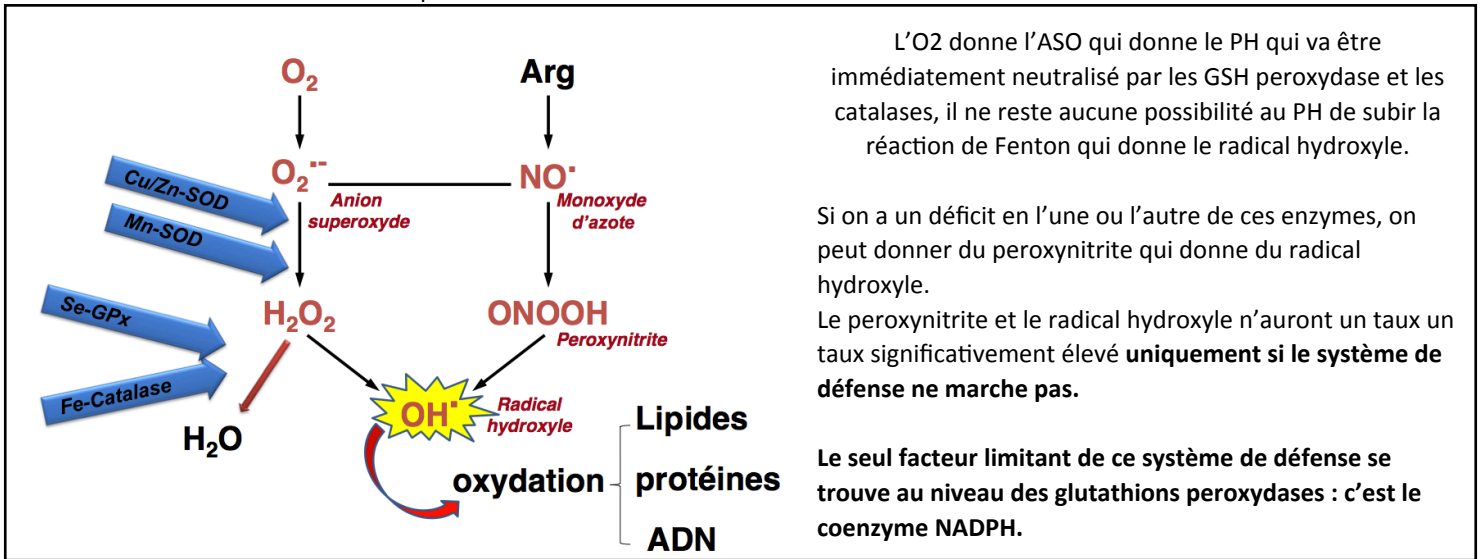 O₂
Arg
O₂˙⁻
NO˙
Cu/Zn-SOD
Anion
superoxyde
Monoxyde
d'azote
Mn-SOD
H₂O₂
ONOOH
Peroxynitrite
Se-GPx
Fe-Catalase
OH˙
Radical
hydroxyle
H₂O
oxydation
Lipides
protéines
ADN
L'O2 donne l'ASO qui donne le PH qui va être
immédiatement neutralisé par les GSH peroxydase et les
catalases, il ne reste aucune possibilité au PH de subir la
réaction de Fenton qui donne le radical hydroxyle.
Si on a un déficit en l'une ou l'autre de ces enzymes, on
peut donner du peroxynitrite qui donne du radical
hydroxyle.
Le peroxynitrite et le radical hydroxyle n'auront un taux un
taux significativement élevé uniquement si le système de
défense ne marche pas.
Le seul facteur limitant de ce système de défense se
trouve au niveau des glutathions peroxydases : c'est le
coenzyme NADPH.